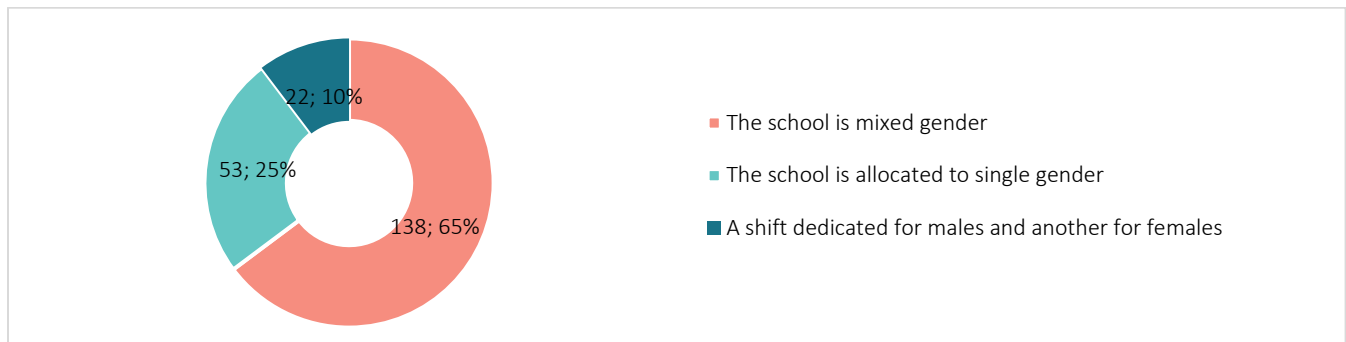 22; 10%
53; 25%
138; 65%
The school is mixed gender
The school is allocated to single gender
A shift dedicated for males and another for females